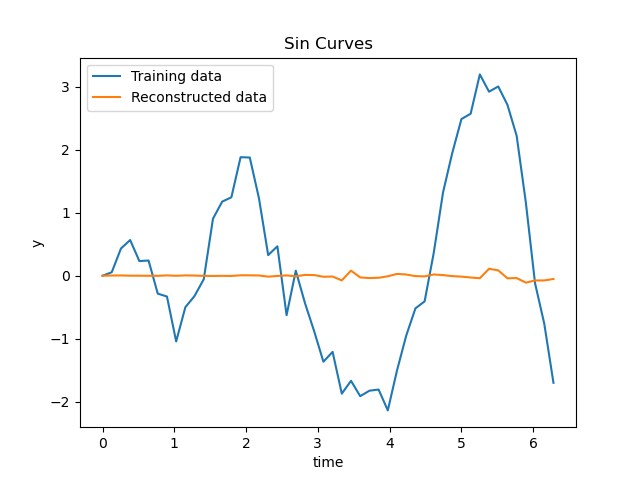 Sin Curves
Training data
Reconstructed data
3
2
1
0
−1
−2
y
0 1 2 3 4 5 6
time